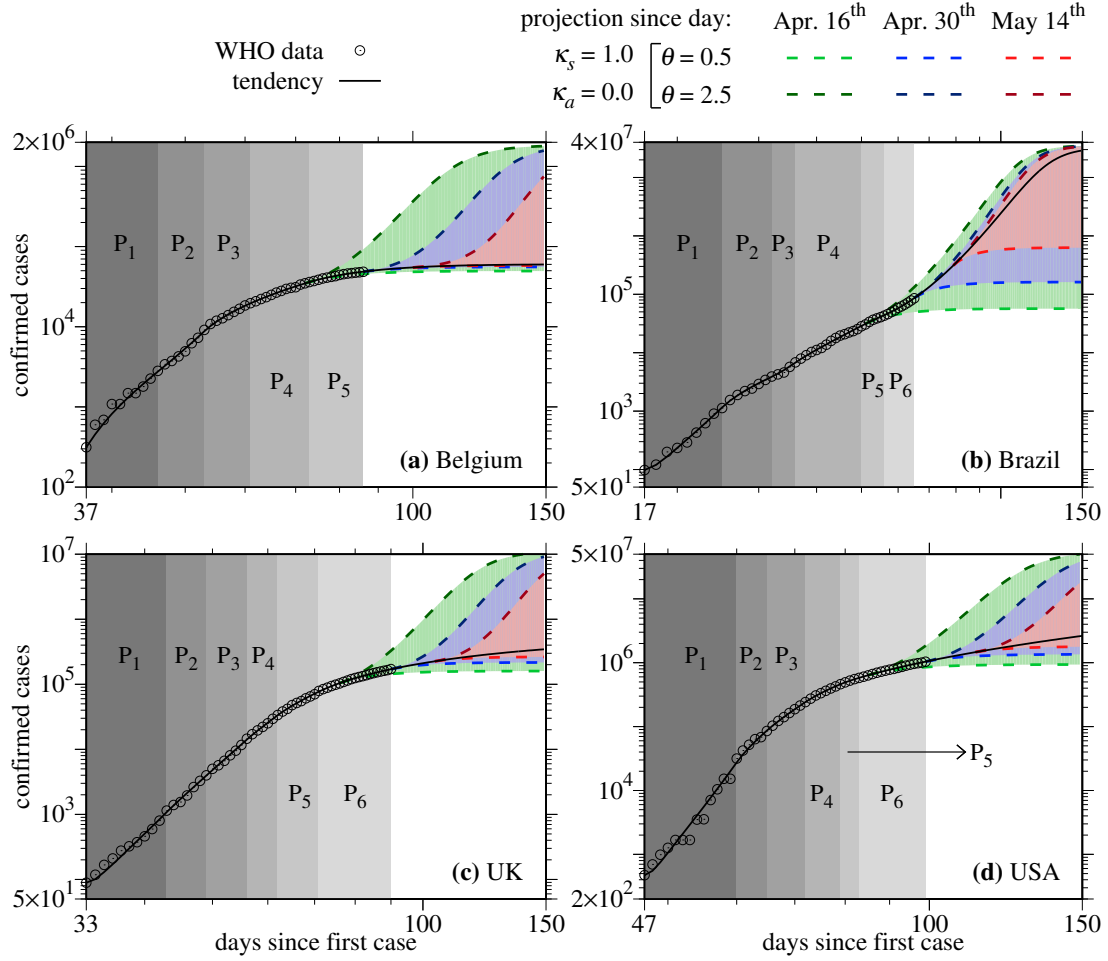 projection since day: Apr. 16th Apr. 30th May 14th
WHO data
tendency
κs = 1.0 θ = 0.5
κa = 0.0 θ = 2.5
confirmed cases
2×10^6
10^4
10^2
P1 P2 P3
P4 P5
(a) Belgium
37 100 150
4×10^7
10^5
10^3
5×10^1
P1 P2 P3 P4
P5 P6
(b) Brazil
17 100 150
confirmed cases
10^7
10^5
10^3
5×10^1
P1 P2 P3 P4
P5 P6
(c) UK
33 100 150
days since first case
5×10^7
10^6
10^4
2×10^2
P1 P2 P3
P5
P4 P6
(d) USA
47 100 150
days since first case